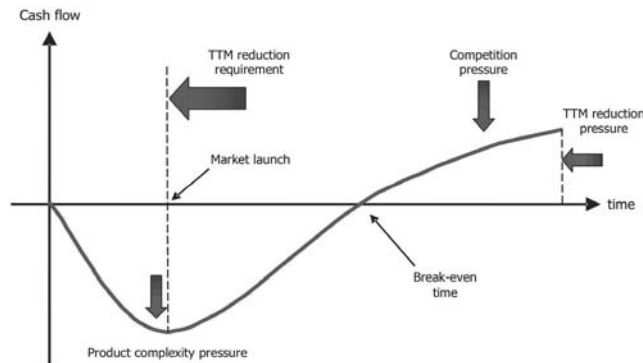 Cash flow
TTM reduction
requirement
Competition
pressure
TTM reduction
pressure
Market launch
time
Break-even
time
Product complexity pressure